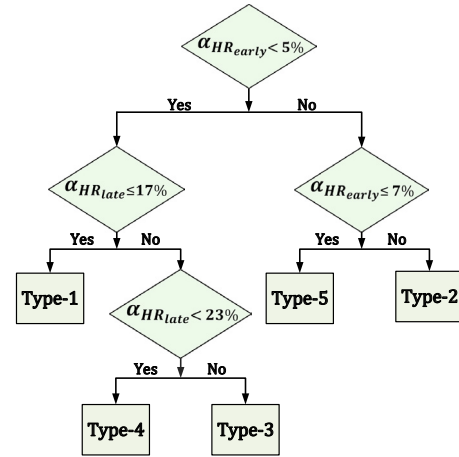 α_HR_early < 5%
Yes No
α_HR_late ≤17%
α_HR_early ≤ 7%
Yes No
Yes No
Type-1
Type-5
Type-2
α_HR_late < 23%
Yes No
Type-4
Type-3